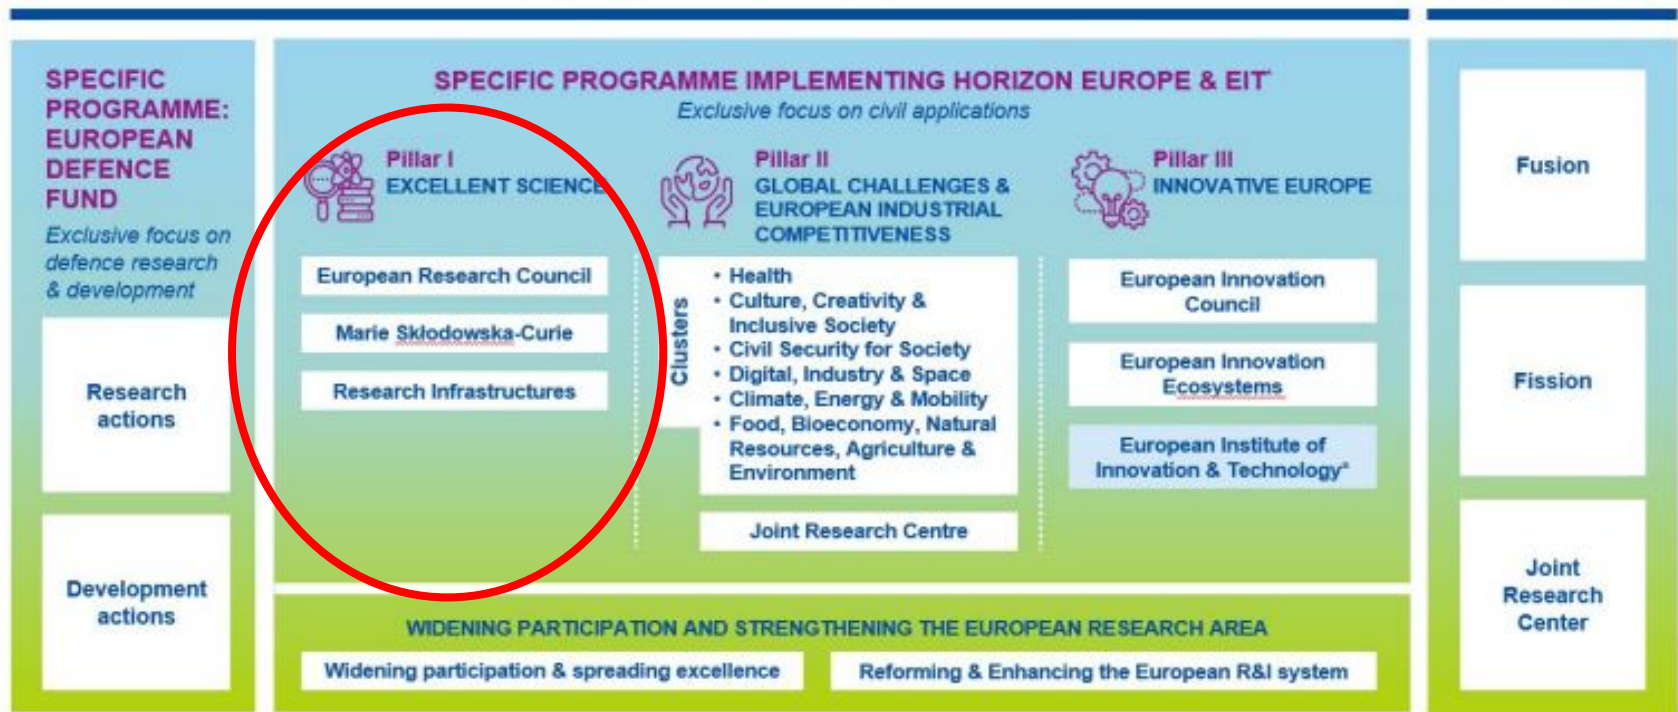 SPECIFIC
PROGRAMME:
EUROPEAN
DEFENCE
FUND
Exclusive focus on
defence research
& development
Research
actions
Development
actions
SPECIFIC PROGRAMME IMPLEMENTING HORIZON EUROPE & EIT*
Exclusive focus on civil applications
Pillar I
EXCELLENT SCIENCE
European Research Council
Marie Skłodowska-Curie
Research Infrastructures
Pillar II
GLOBAL CHALLENGES &
EUROPEAN INDUSTRIAL
COMPETITIVENESS
Clusters
• Health
• Culture, Creativity &
Inclusive Society
• Civil Security for Society
• Digital, Industry & Space
• Climate, Energy & Mobility
• Food, Bioeconomy, Natural
Resources, Agriculture &
Environment
Joint Research Centre
Pillar III
INNOVATIVE EUROPE
European Innovation
Council
European Innovation
Ecosystems
European Institute of
Innovation & Technology*
WIDENING PARTICIPATION AND STRENGTHENING THE EUROPEAN RESEARCH AREA
Widening participation & spreading excellence
Reforming & Enhancing the European R&I system
Fusion
Fission
Joint
Research
Center